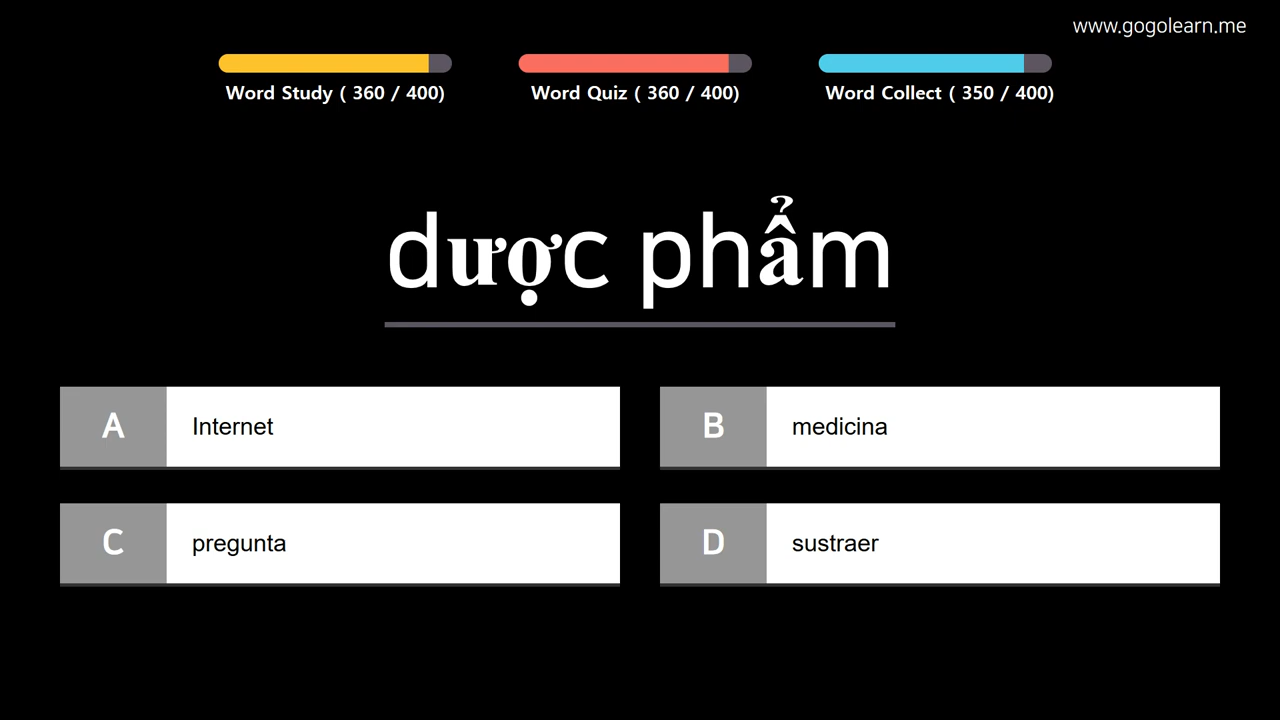 www.gogolearn.me
Word Study ( 360 / 400)
Word Quiz ( 360 / 400)
Word Collect ( 350 / 400)
dược phẩm
A Internet
B medicina
C pregunta
D sustraer